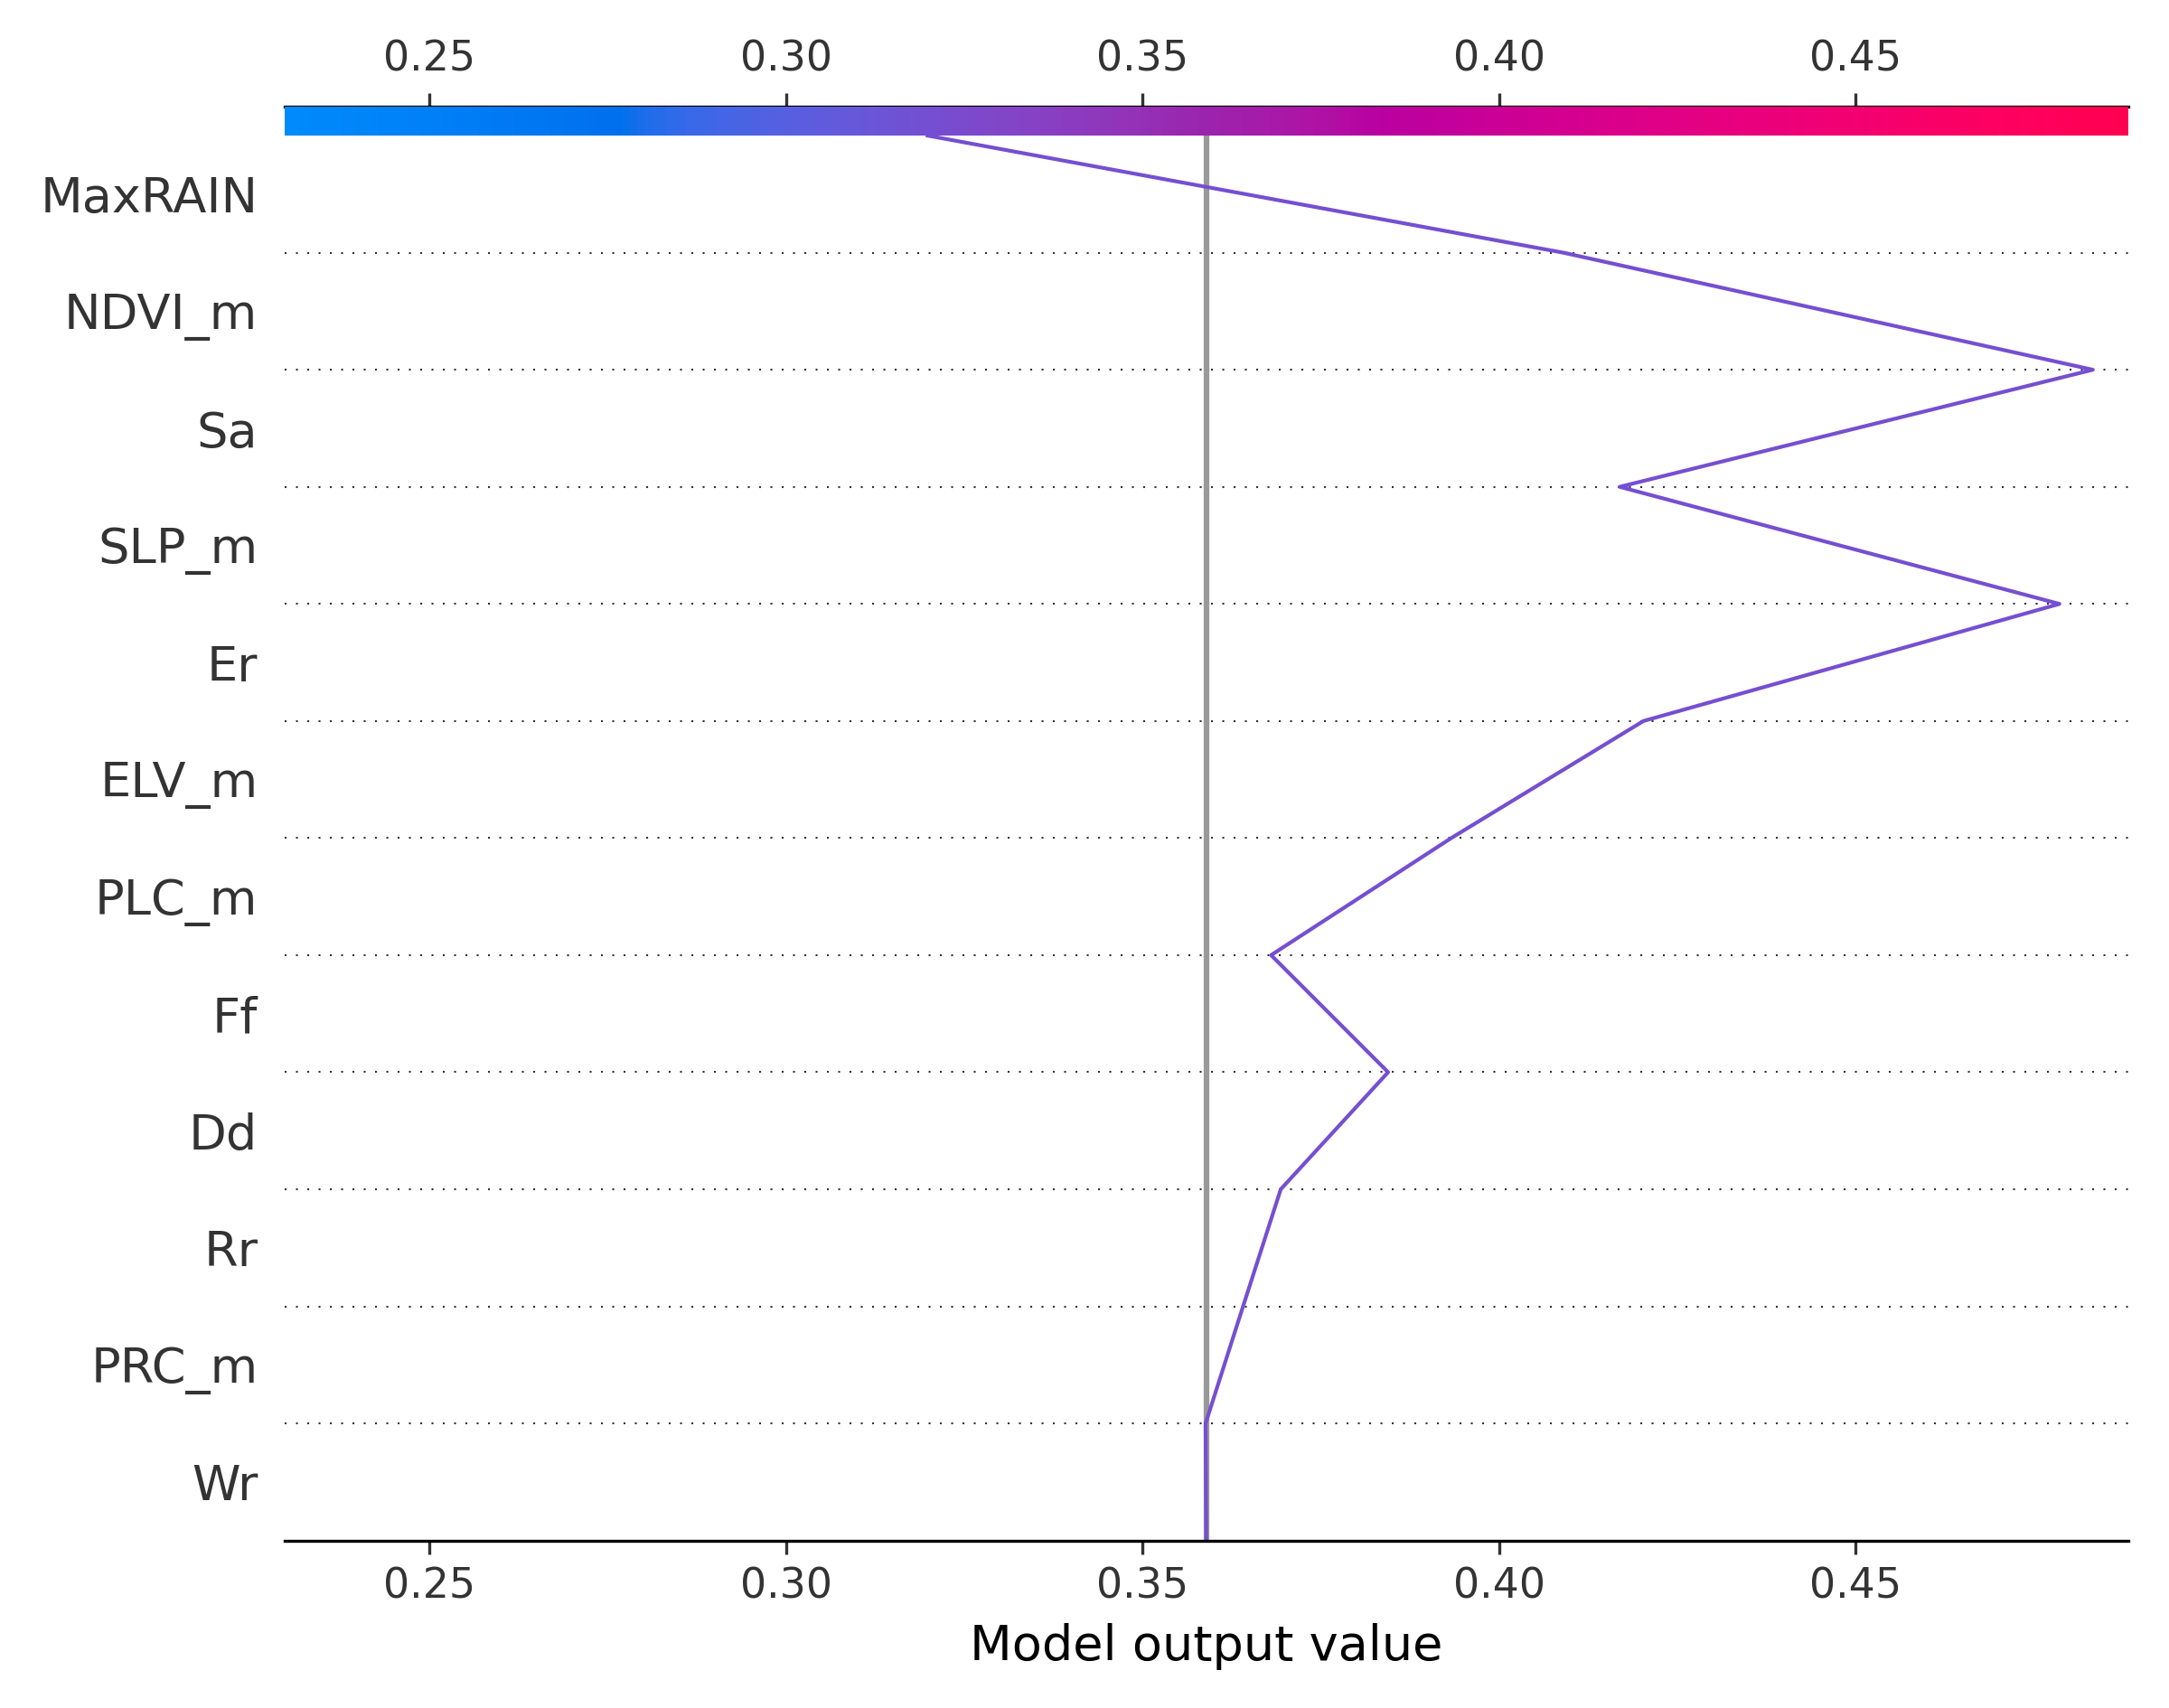 0.25 0.30 0.35 0.40 0.45
MaxRAIN
NDVI_m
Sa
SLP_m
Er
ELV_m
PLC_m
Ff
Dd
Rr
PRC_m
Wr
0.25 0.30 0.35 0.40 0.45
Model output value